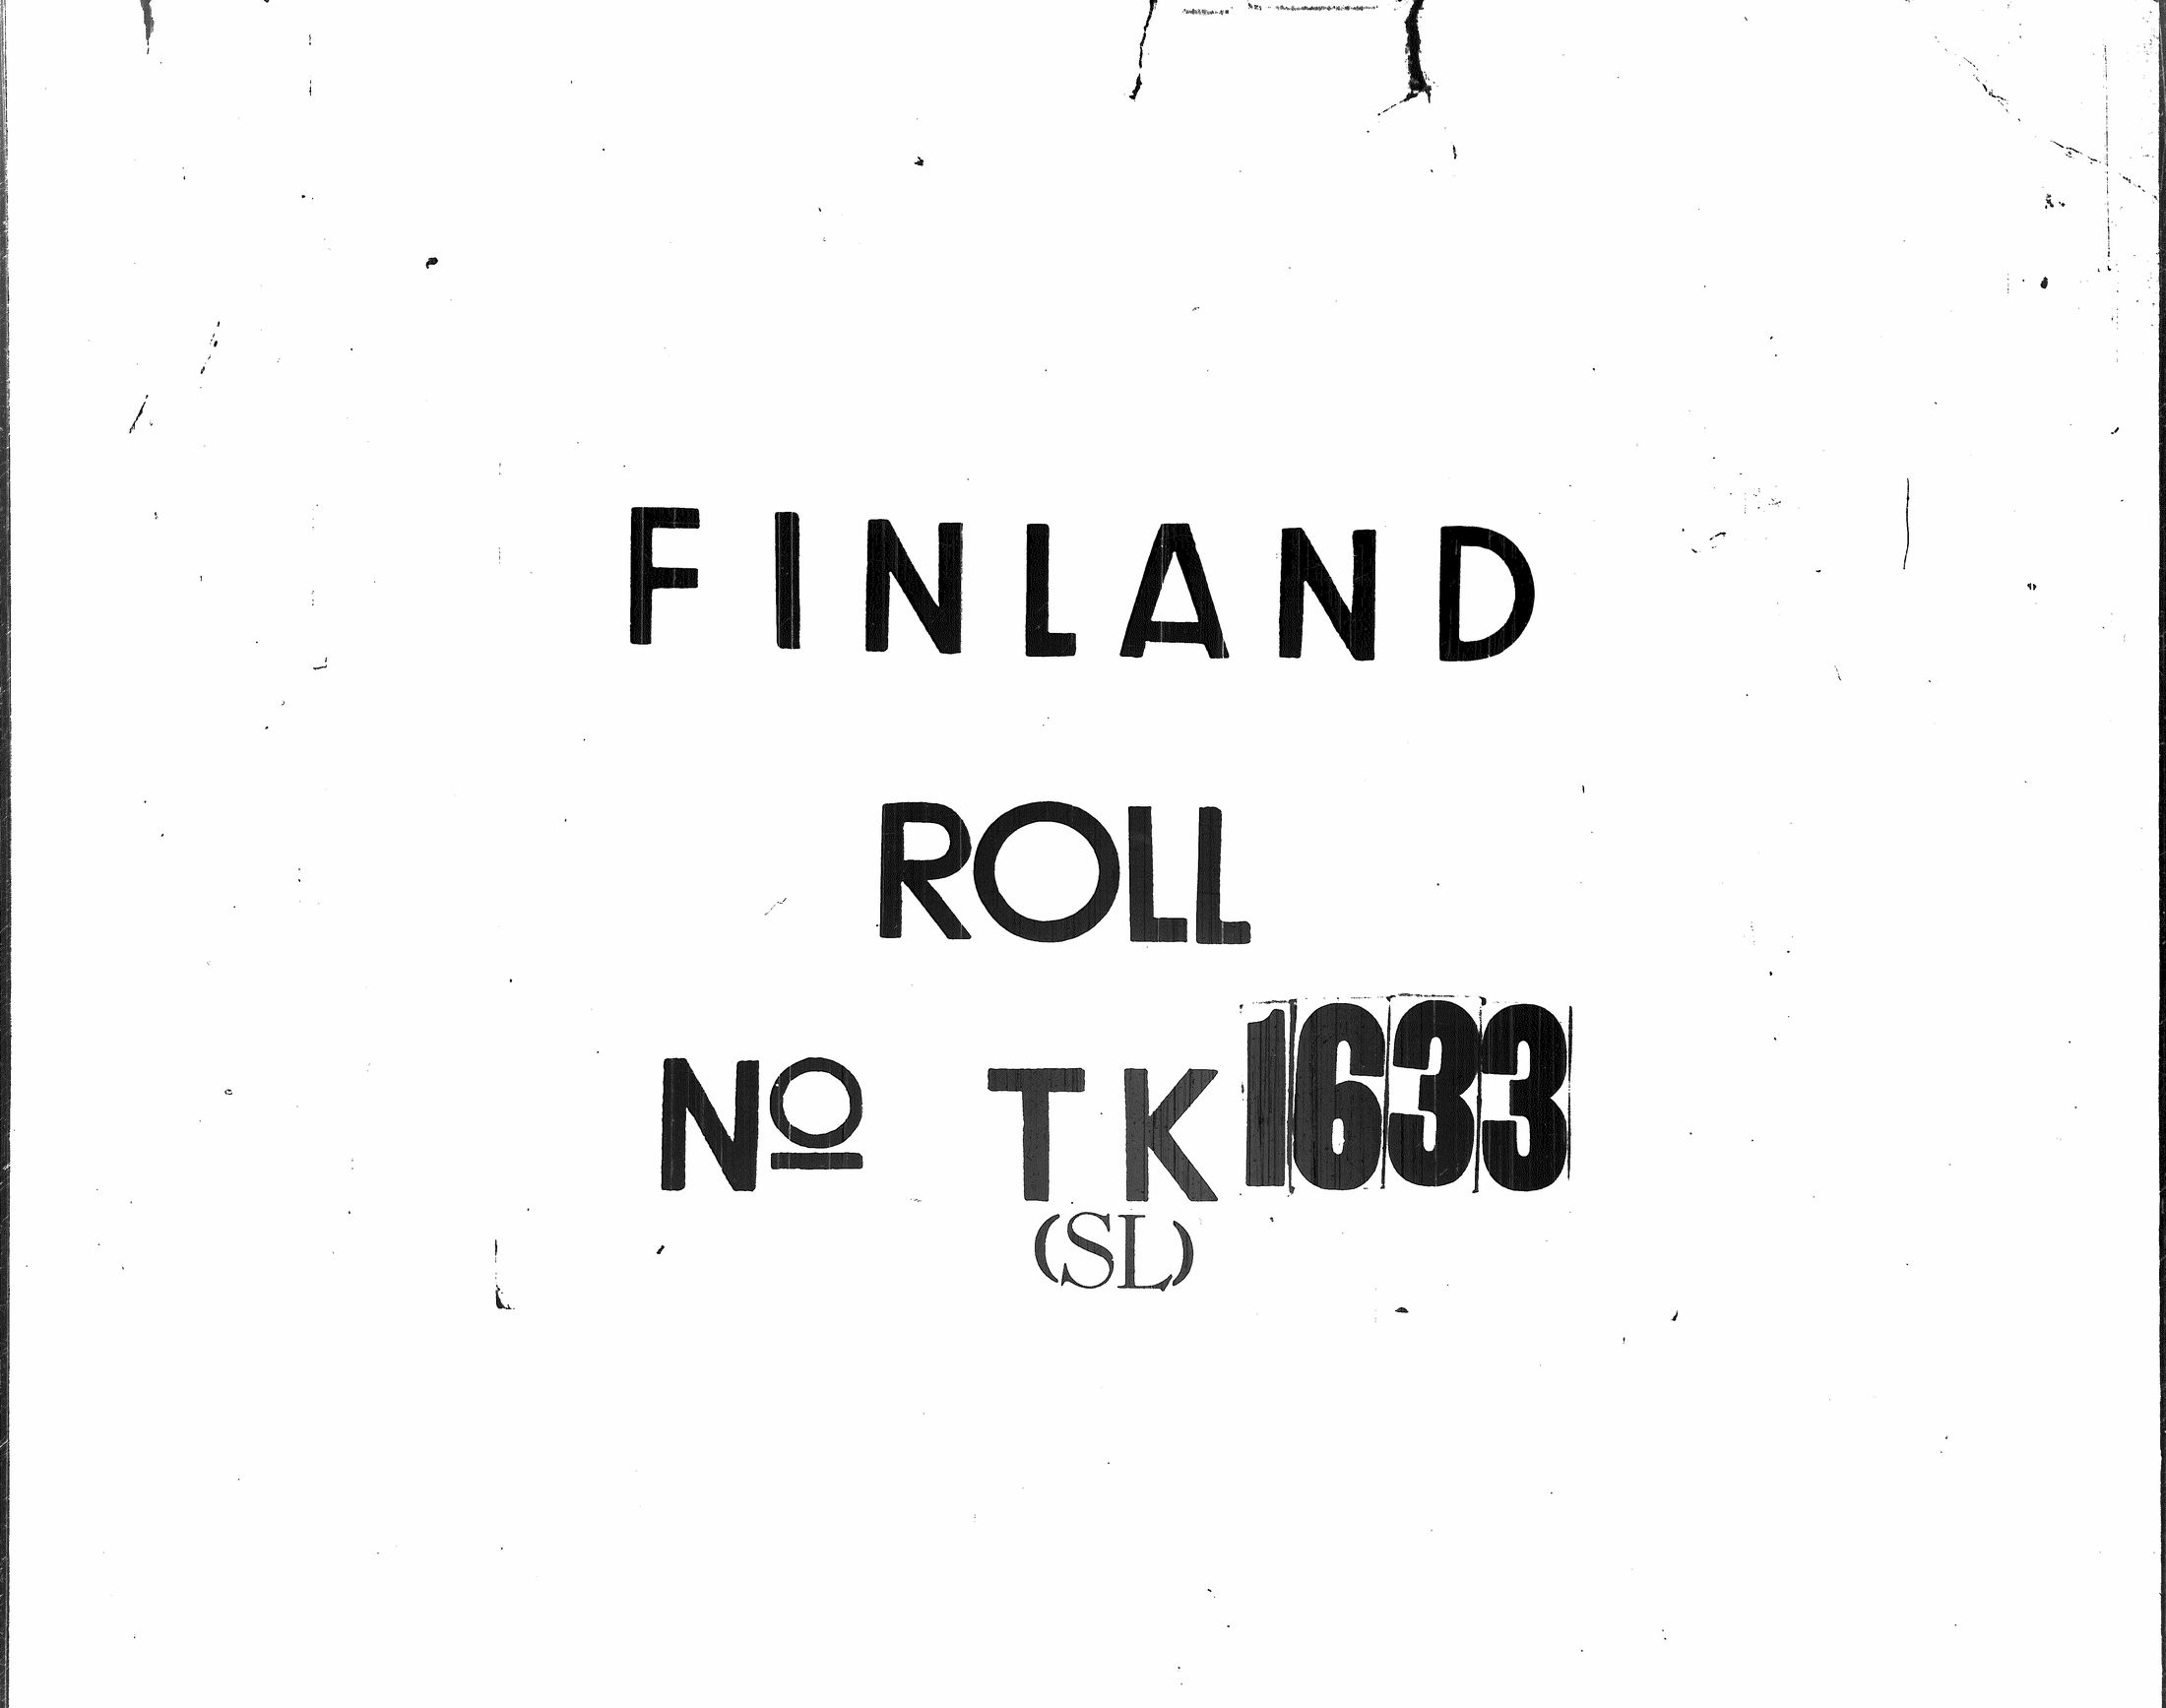 FINLAND
ROLL
Nº TK 1633
(SL)